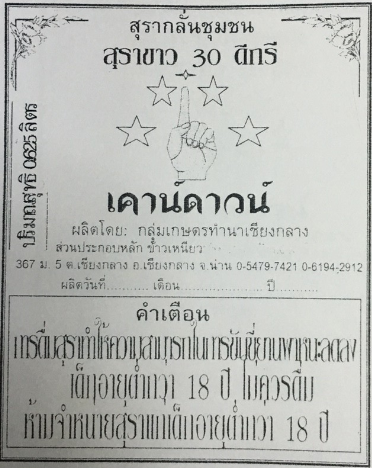 สุรากลั่นชุมชน
สุราขาว 30 ดีกรี
ปริมาณสุทธิ 0.625 ลิตร
เคาน์ดาวน์
ผลิตโดย: กลุ่มเกษตรทำนาเชียงกลาง
ส่วนประกอบหลัก ข้าวเหนียว
367 ม. 5 ต.เชียงกลาง อ.เชียงกลาง จ.น่าน 0-5479-7421 0-6194-2912
ผลิตวันที่.......... เดือน.................... ปี..........
คำเตือน
การดื่มสุราทำให้ความสามารถในการขับขี่ยานพาหนะลดลง
เด็กอายุต่ำกว่า 18 ปี ไม่ควรดื่ม
ห้ามจำหน่ายสุราแก่เด็กอายุต่ำกว่า 18 ปี